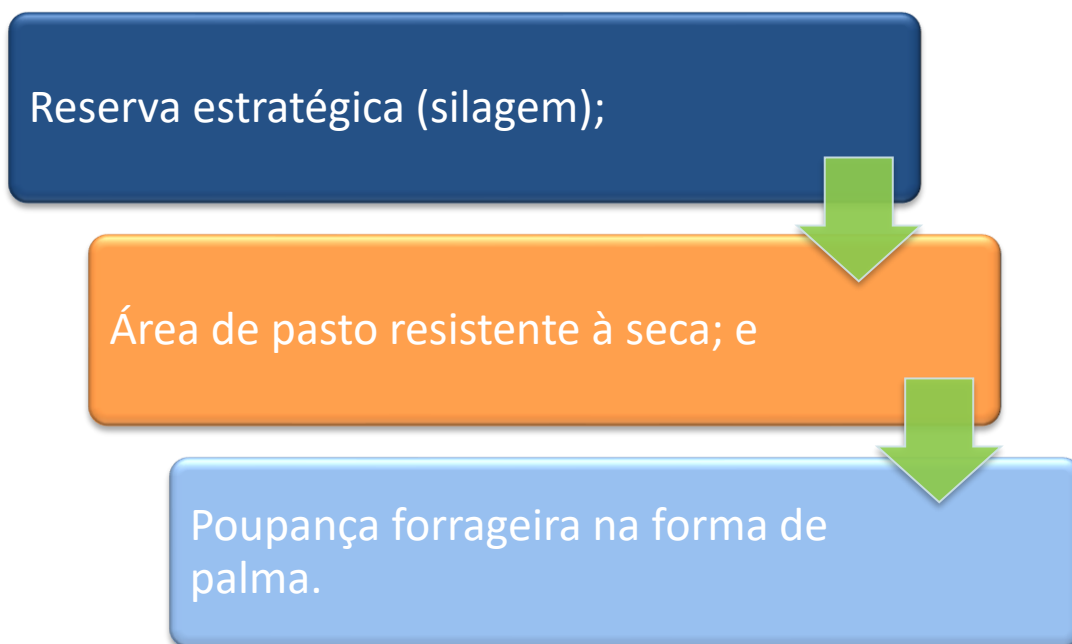 Reserva estratégica (silagem);
Área de pasto resistente à seca; e
Poupança forrageira na forma de
palma.